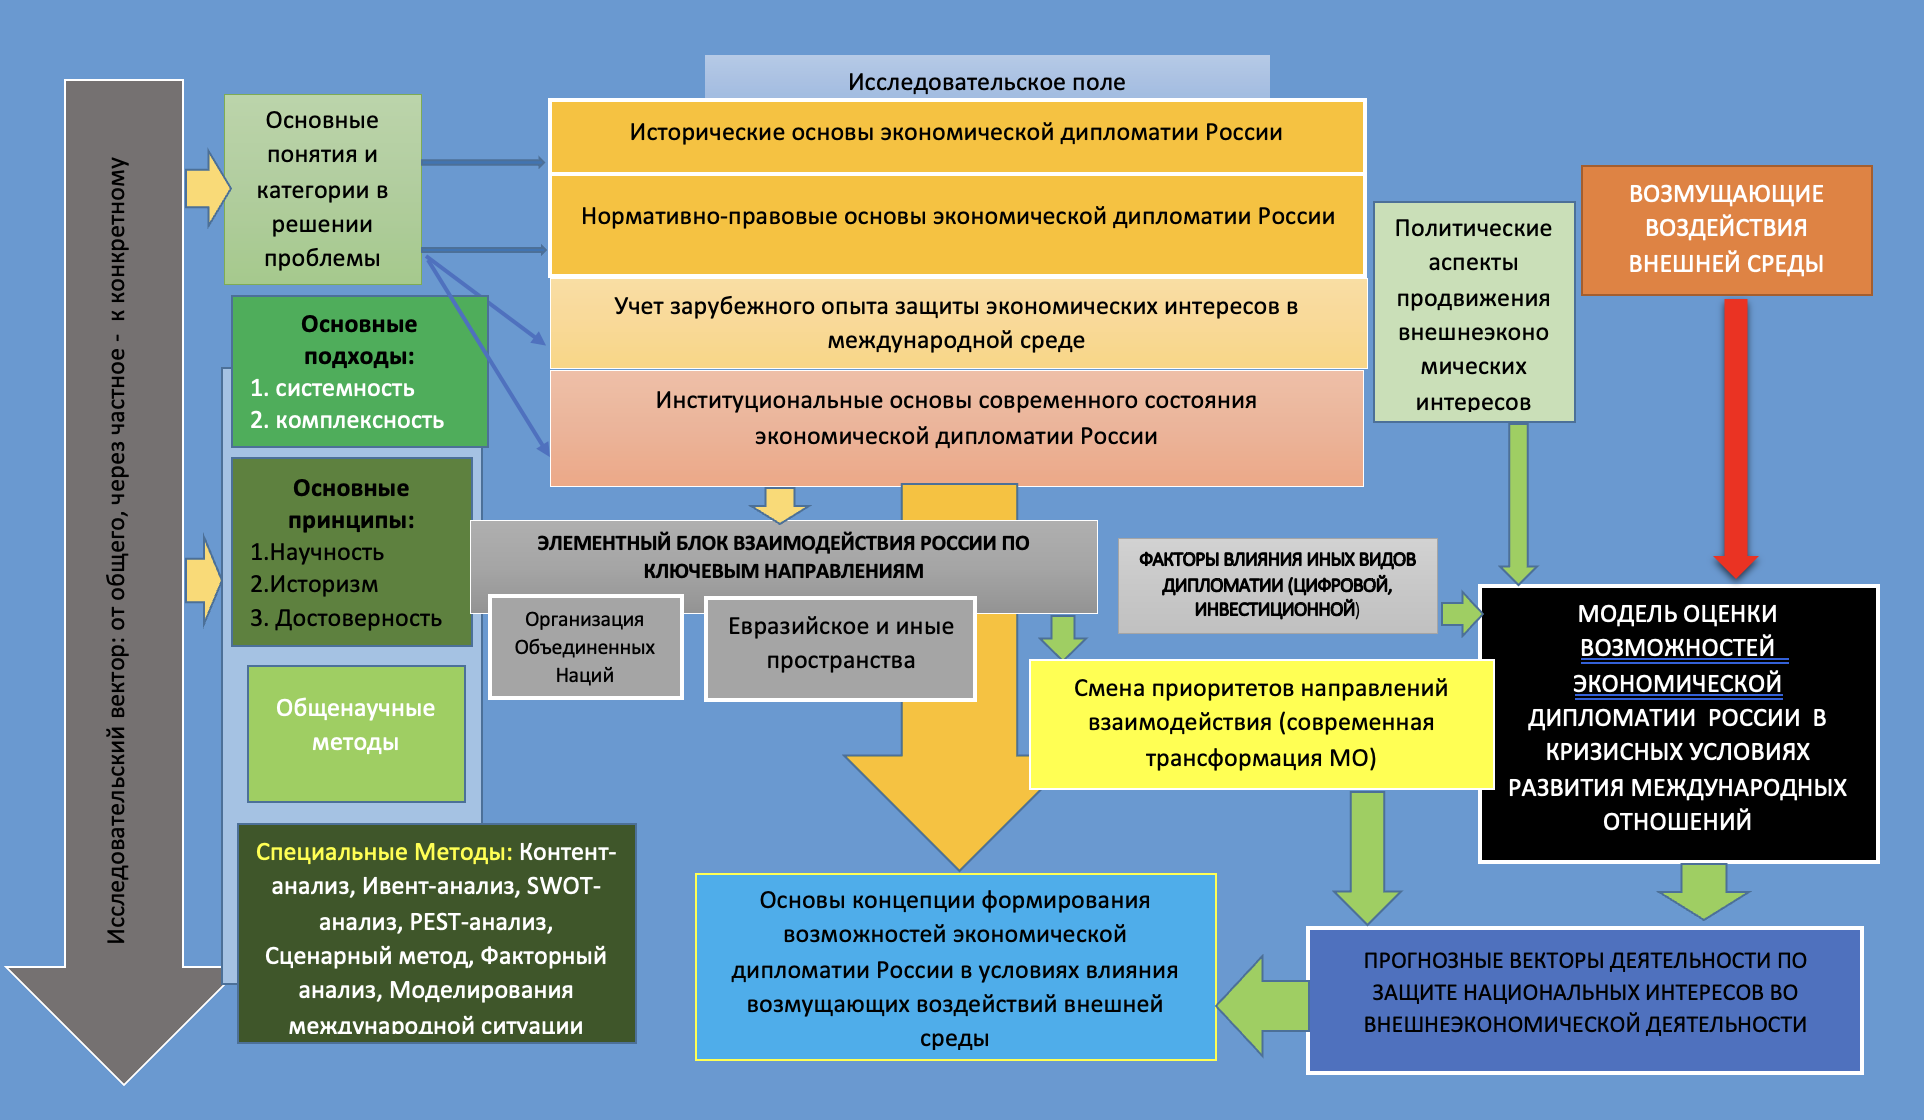 Исследовательский вектор: от общего, через частное - к конкретному
Основные
понятия и
категории в
решении
проблемы
Основные
подходы:
1. системность
2. комплексность
Основные
принципы:
1.Научность
2.Историзм
3. Достоверность
Общенаучные
методы
Специальные Методы: Контент-
анализ, Ивент-анализ, SWOT-
анализ, PEST-анализ,
Сценарный метод, Факторный
анализ, Моделирования
международной ситуации
Исследовательское поле
Исторические основы экономической дипломатии России
Нормативно-правовые основы экономической дипломатии России
Учет зарубежного опыта защиты экономических интересов в
международной среде
Институциональные основы современного состояния
экономической дипломатии России
ЭЛЕМЕНТНЫЙ БЛОК ВЗАИМОДЕЙСТВИЯ РОССИИ ПО
КЛЮЧЕВЫМ НАПРАВЛЕНИЯМ
Организация
Объединенных
Наций
Евразийское и иные
пространства
ФАКТОРЫ ВЛИЯНИЯ ИНЫХ ВИДОВ
ДИПЛОМАТИИ (ЦИФРОВОЙ,
ИНВЕСТИЦИОННОЙ)
Смена приоритетов направлений
взаимодействия (современная
трансформация МО)
Политические
аспекты
продвижения
внешнеэконо
мических
интересов
ВОЗМУЩАЮЩИЕ
ВОЗДЕЙСТВИЯ
ВНЕШНЕЙ СРЕДЫ
МОДЕЛЬ ОЦЕНКИ
ВОЗМОЖНОСТЕЙ
ЭКОНОМИЧЕСКОЙ
ДИПЛОМАТИИ РОССИИ В
КРИЗИСНЫХ УСЛОВИЯХ
РАЗВИТИЯ МЕЖДУНАРОДНЫХ
ОТНОШЕНИЙ
Основы концепции формирования
возможностей экономической
дипломатии России в условиях влияния
возмущающих воздействий внешней
среды
ПРОГНОЗНЫЕ ВЕКТОРЫ ДЕЯТЕЛЬНОСТИ ПО
ЗАЩИТЕ НАЦИОНАЛЬНЫХ ИНТЕРЕСОВ ВО
ВНЕШНЕЭКОНОМИЧЕСКОЙ ДЕЯТЕЛЬНОСТИ